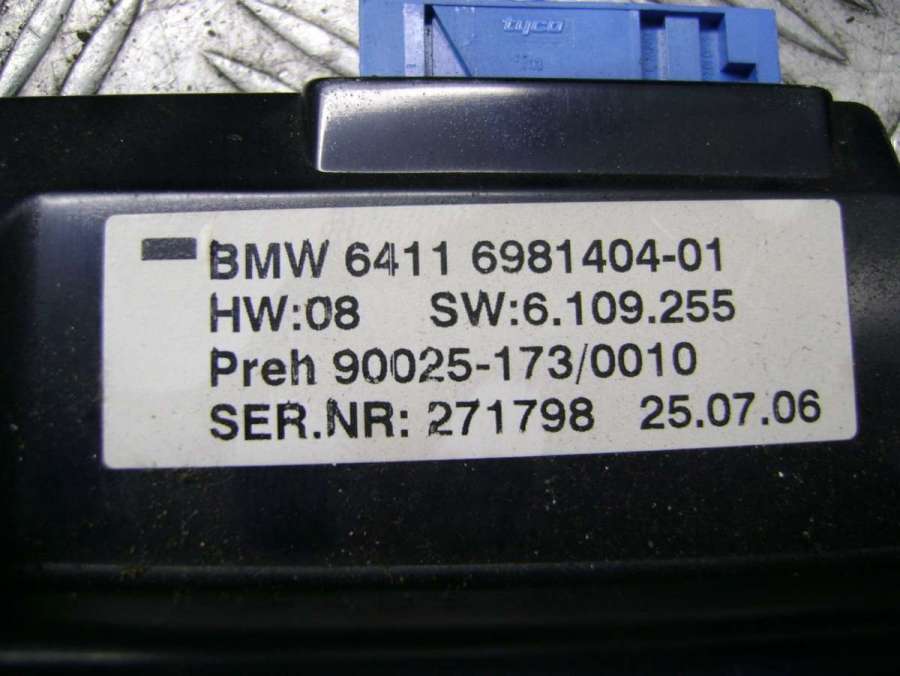 tyco
BMW 6411 6981404-01
HW:08 SW:6.109.255
Preh 90025-173/0010
SER.NR: 271798 25.07.06